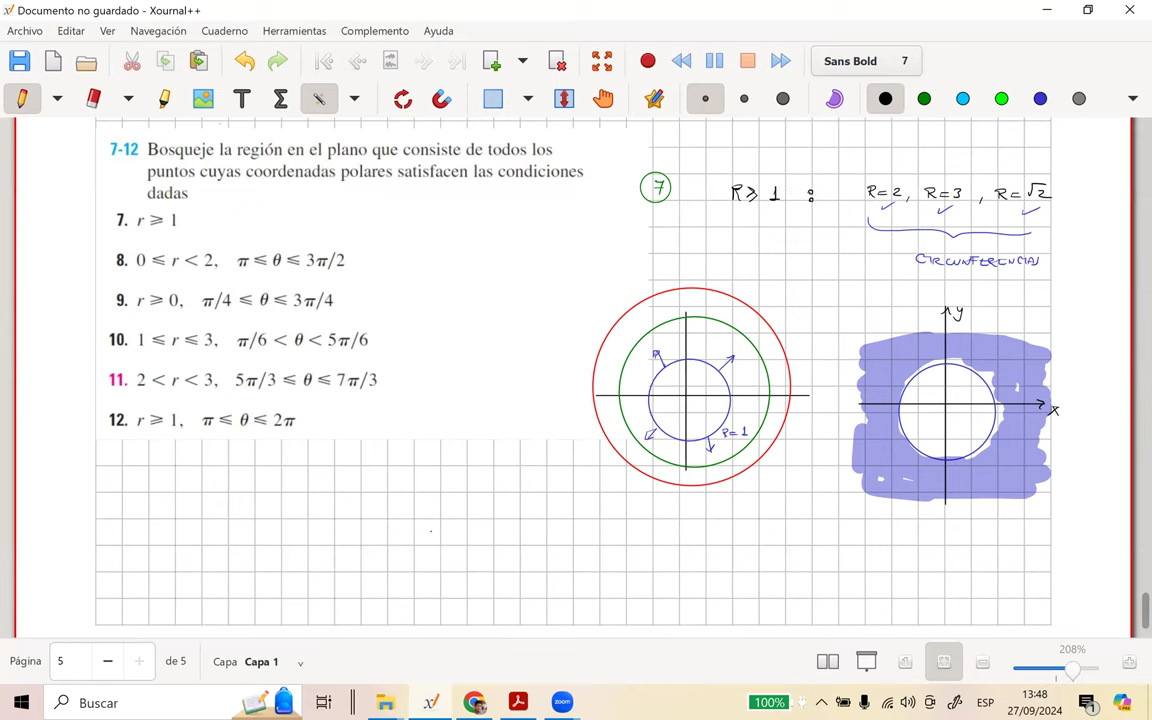 Documento no guardado - Xournal++
Archivo Editar Ver Navegación Cuaderno Herramientas Complemento Ayuda
Sans Bold 7
7-12 Bosqueje la región en el plano que consiste de todos los
puntos cuyas coordenadas polares satisfacen las condiciones
dadas
7. r ⩾ 1
8. 0 ⩽ r < 2, π ⩽ θ ⩽ 3π/2
9. r ⩾ 0, π/4 ⩽ θ ⩽ 3π/4
10. 1 ⩽ r ⩽ 3, π/6 < θ < 5π/6
11. 2 < r < 3, 5π/3 ⩽ θ ⩽ 7π/3
12. r ⩾ 1, π ⩽ θ ⩽ 2π
7 R⩾ 1 : R=2, R=3, R=√2
CIRCUNFERENCIAS
y
x
R=1
Página 5 de 5 Capa Capa 1
208%
Buscar
100%
ESP
13:48
27/09/2024
1